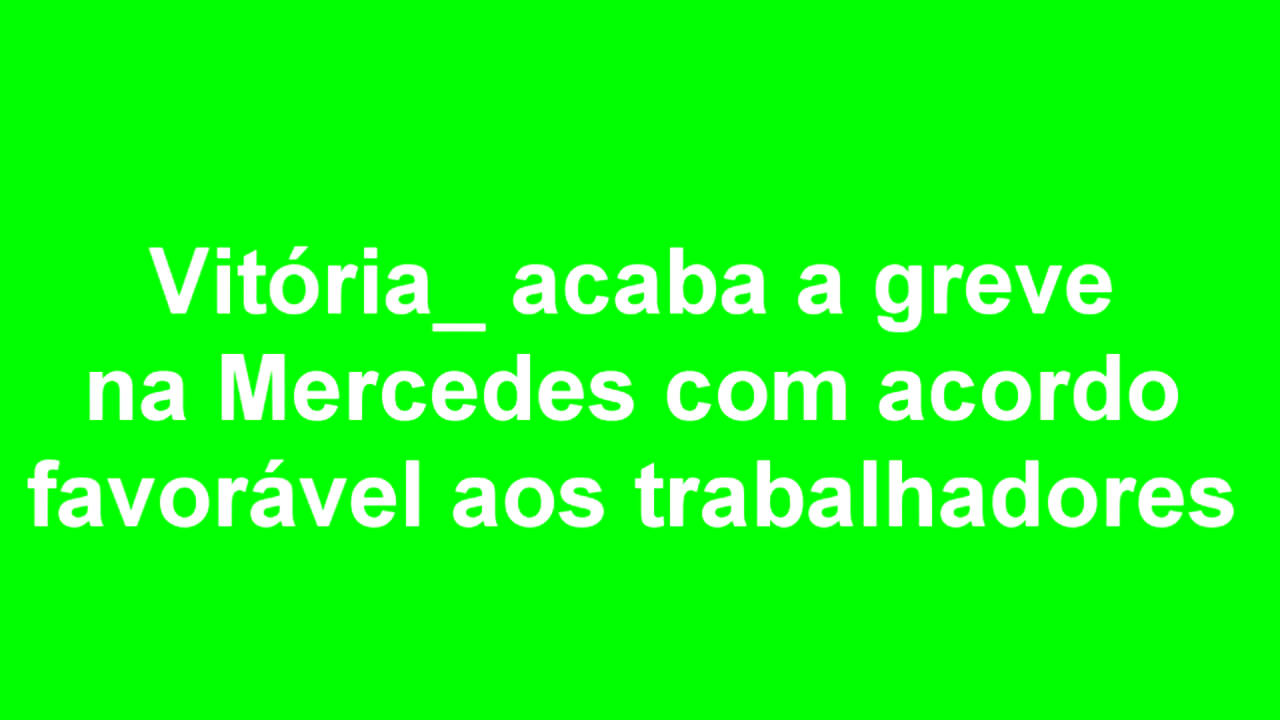 Vitória_ acaba a greve
na Mercedes com acordo
favorável aos trabalhadores